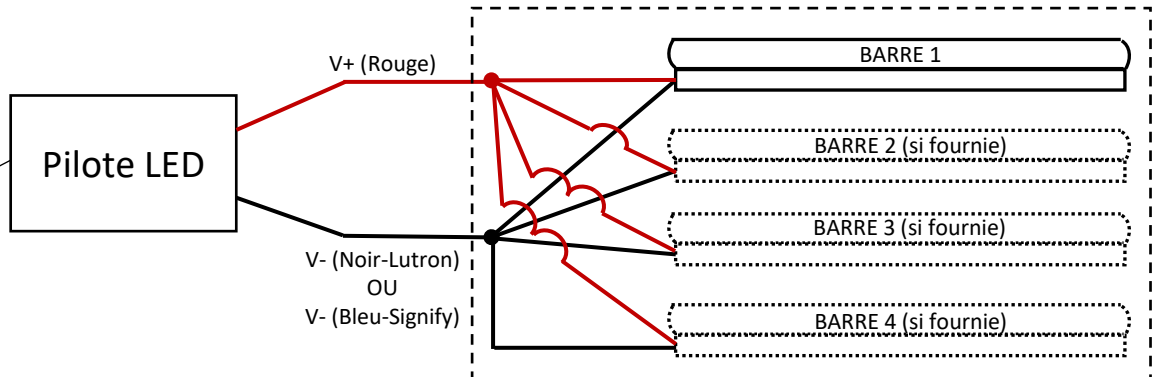 BARRE 1
V+ (Rouge)
Pilote LED
BARRE 2 (si fournie)
BARRE 3 (si fournie)
V- (Noir-Lutron)
OU
V- (Bleu-Signify)
BARRE 4 (si fournie)